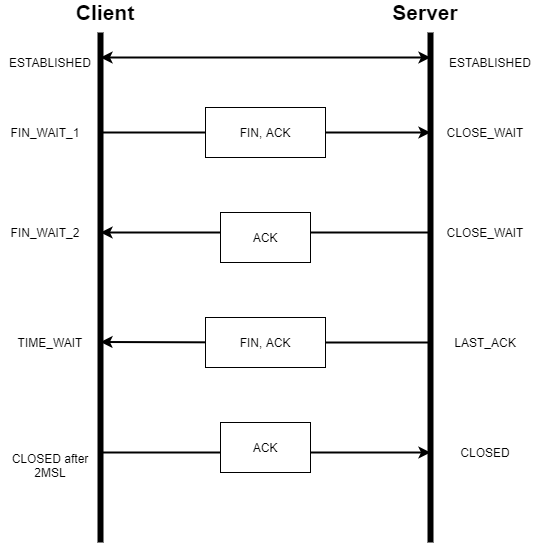 Client Server
ESTABLISHED ESTABLISHED
FIN_WAIT_1 FIN, ACK CLOSE_WAIT
FIN_WAIT_2 ACK CLOSE_WAIT
TIME_WAIT FIN, ACK LAST_ACK
CLOSED after
2MSL
ACK
CLOSED